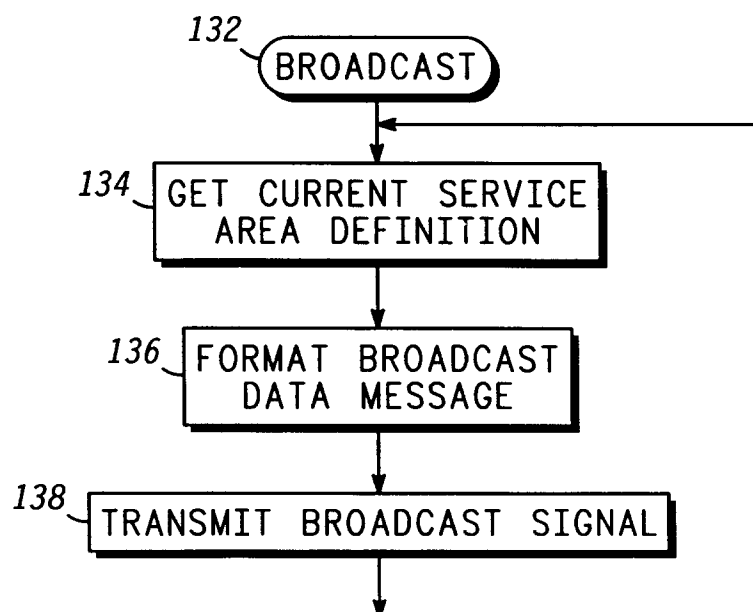 132
BROADCAST
134
GET CURRENT SERVICE
AREA DEFINITION
136
FORMAT BROADCAST
DATA MESSAGE
138
TRANSMIT BROADCAST SIGNAL